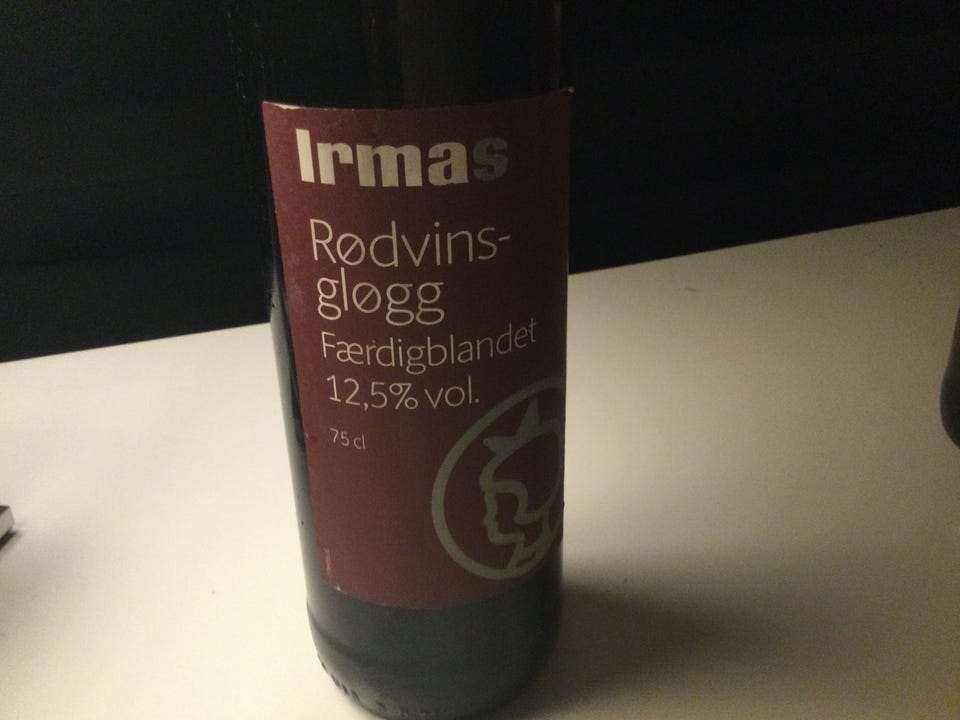 Irmas
Rødvins-
gløgg
Færdigblandet
12,5% vol.
75 cl